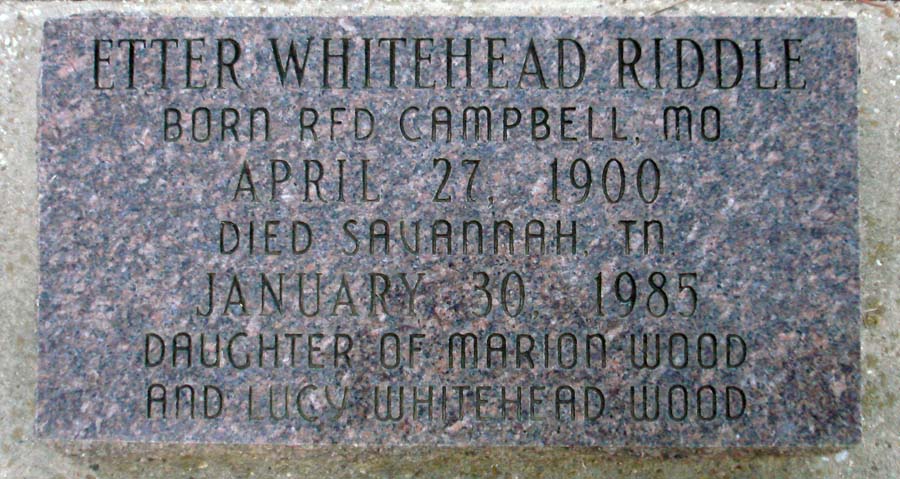 ETTER WHITEHEAD RIDDLE
BORN RFD CAMPBELL, MO.
APRIL 27, 1900
DIED SAVANNAH, TN.
JANUARY 30, 1985
DAUGHTER OF MARION WOOD
AND LUCY WHITEHEAD WOOD